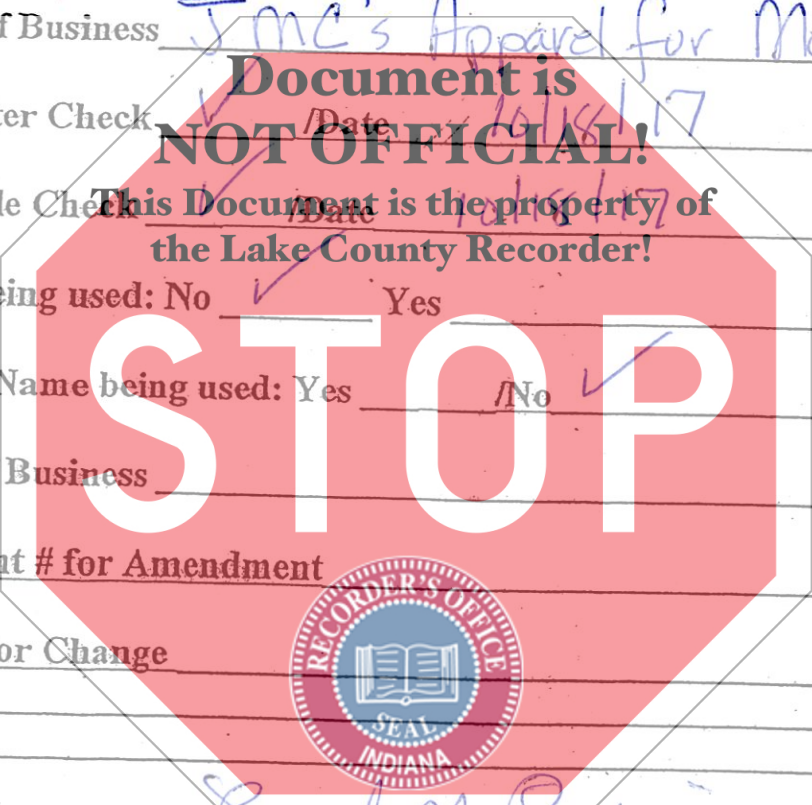 f Business JMC's Apparel for M
Document is
ter Check ✓ /Date 10/18/17
NOT OFFICIAL!
le Check ✓ /Date 10/18/17
This Document is the property of
the Lake County Recorder!
eing used: No ✓ Yes
STOP
Name being used: Yes /No ✓
Business
nt # for Amendment
or Change
RECORDER'S OFFICE
SEAL
INDIANA